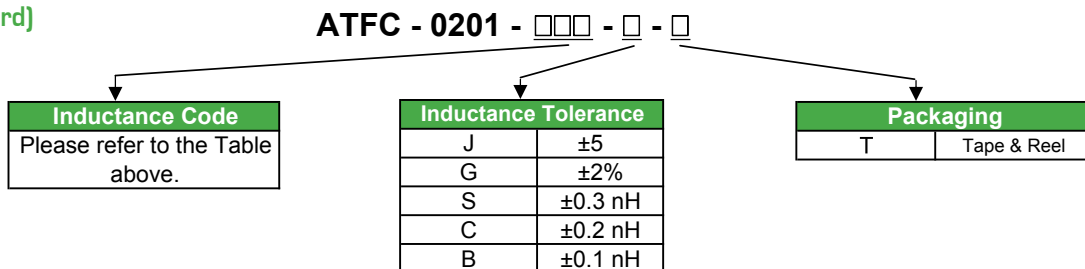 rd)
ATFC - 0201 - □□□ - □ - □
Inductance Code
Please refer to the Table
above.
Inductance Tolerance
J ±5
G ±2%
S ±0.3 nH
C ±0.2 nH
B ±0.1 nH
Packaging
T Tape & Reel